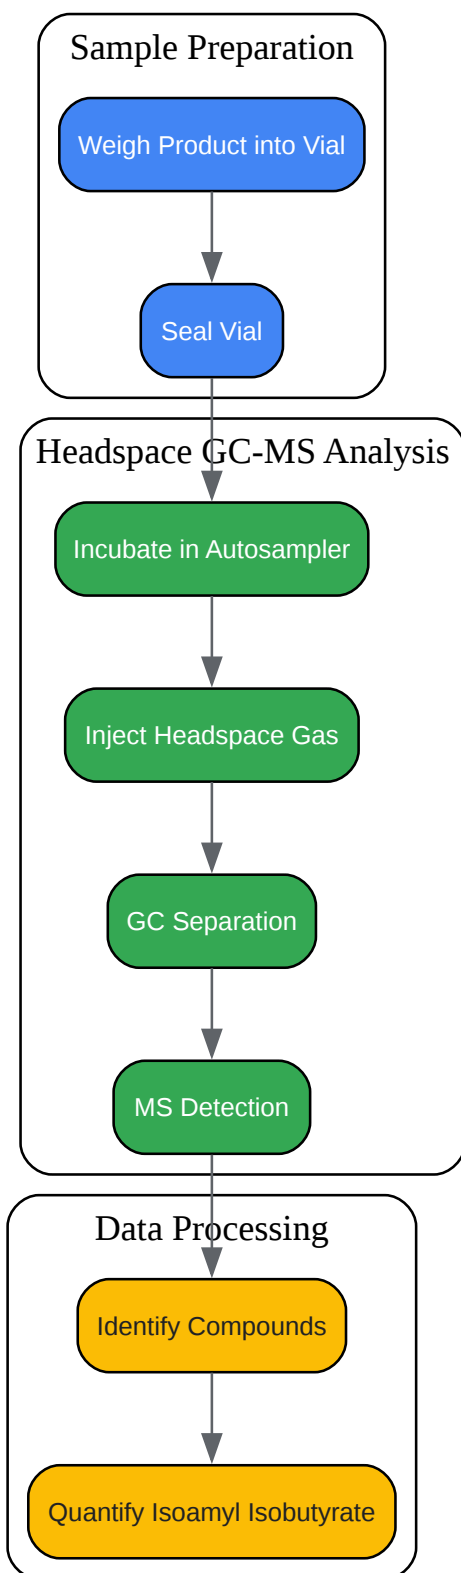 Sample Preparation
Weigh Product into Vial
Seal Vial
Headspace GC-MS Analysis
Incubate in Autosampler
Inject Headspace Gas
GC Separation
MS Detection
Data Processing
Identify Compounds
Quantify Isoamyl Isobutyrate